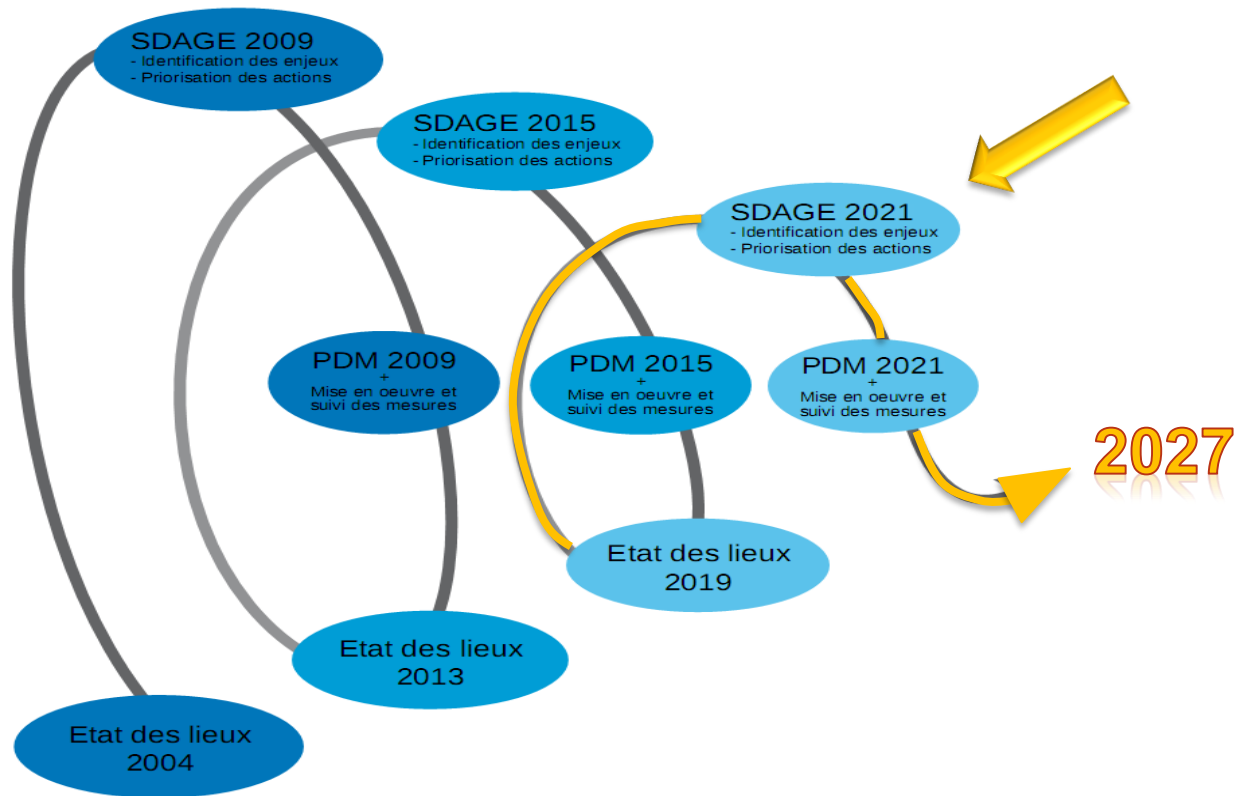 SDAGE 2009
- Identification des enjeux
- Priorisation des actions
SDAGE 2015
- Identification des enjeux
- Priorisation des actions
SDAGE 2021
- Identification des enjeux
- Priorisation des actions
PDM 2009
+
Mise en oeuvre et
suivi des mesures
PDM 2015
+
Mise en oeuvre et
suivi des mesures
PDM 2021
+
Mise en oeuvre et
suivi des mesures
2027
Etat des lieux
2019
Etat des lieux
2013
Etat des lieux
2004